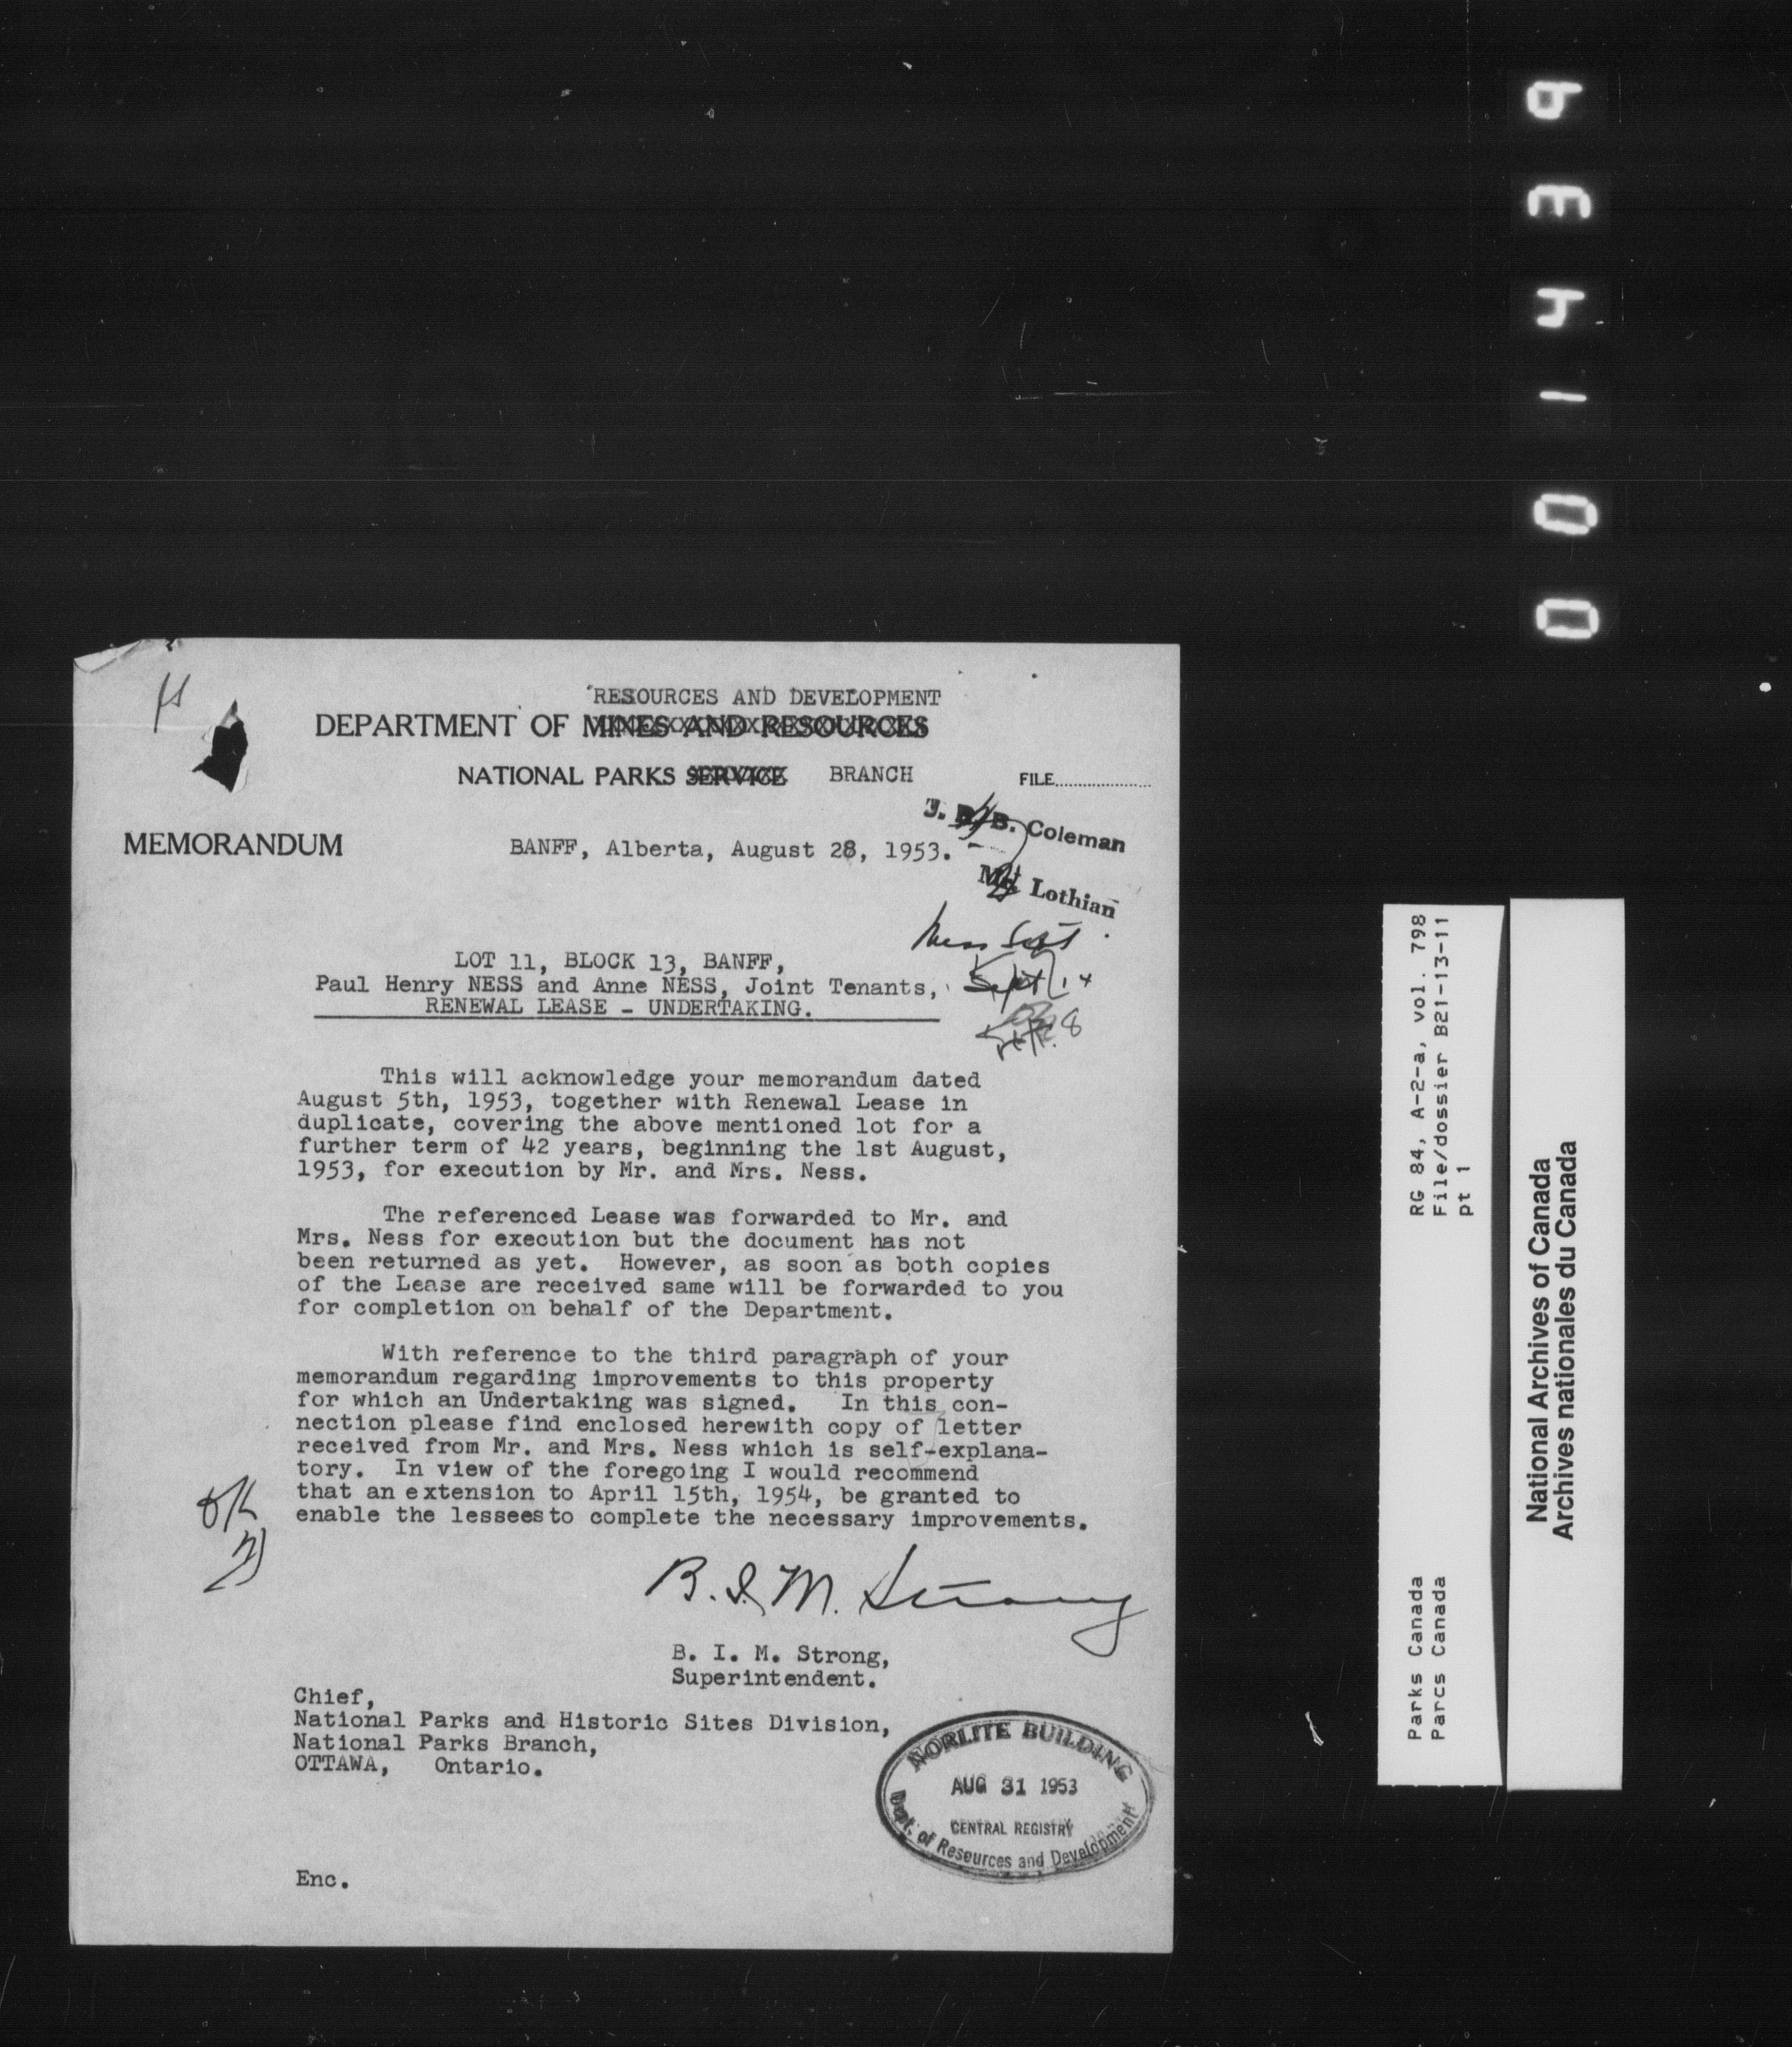 RESOURCES AND DEVELOPMENT
DEPARTMENT OF MINES AND RESOURCES
NATIONAL PARKS SERVICE BRANCH FILE
J. B. Coleman
MEMORANDUM BANFF, Alberta, August 28, 1953.
Lothian
LOT 11, BLOCK 13, BANFF,
Paul Henry NESS and Anne NESS, Joint Tenants, Sept 14
RENEWAL LEASE - UNDERTAKING.
8
This will acknowledge your memorandum dated
August 5th, 1953, together with Renewal Lease in
duplicate, covering the above mentioned lot for a
further term of 42 years, beginning the 1st August,
1953, for execution by Mr. and Mrs. Ness.
The referenced Lease was forwarded to Mr. and
Mrs. Ness for execution but the document has not
been returned as yet. However, as soon as both copies
of the Lease are received same will be forwarded to you
for completion on behalf of the Department.
With reference to the third paragraph of your
memorandum regarding improvements to this property
for which an Undertaking was signed. In this con-
nection please find enclosed herewith copy of letter
received from Mr. and Mrs. Ness which is self-explana-
tory. In view of the foregoing I would recommend
that an extension to April 15th, 1954, be granted to
enable the lessees to complete the necessary improvements.
OK
B. I. M. Strong
B. I. M. Strong,
Superintendent.
Chief,
National Parks and Historic Sites Division,
National Parks Branch,
OTTAWA, Ontario.
NORLITE BUILDING
AUG 31 1953
CENTRAL REGISTRY
Dept. of Resources and Development
Enc.
RG 84, A-2-a, vol. 798
File/dossier B21-13-11
pt 1
Parks Canada
Parcs Canada
National Archives of Canada
Archives nationales du Canada